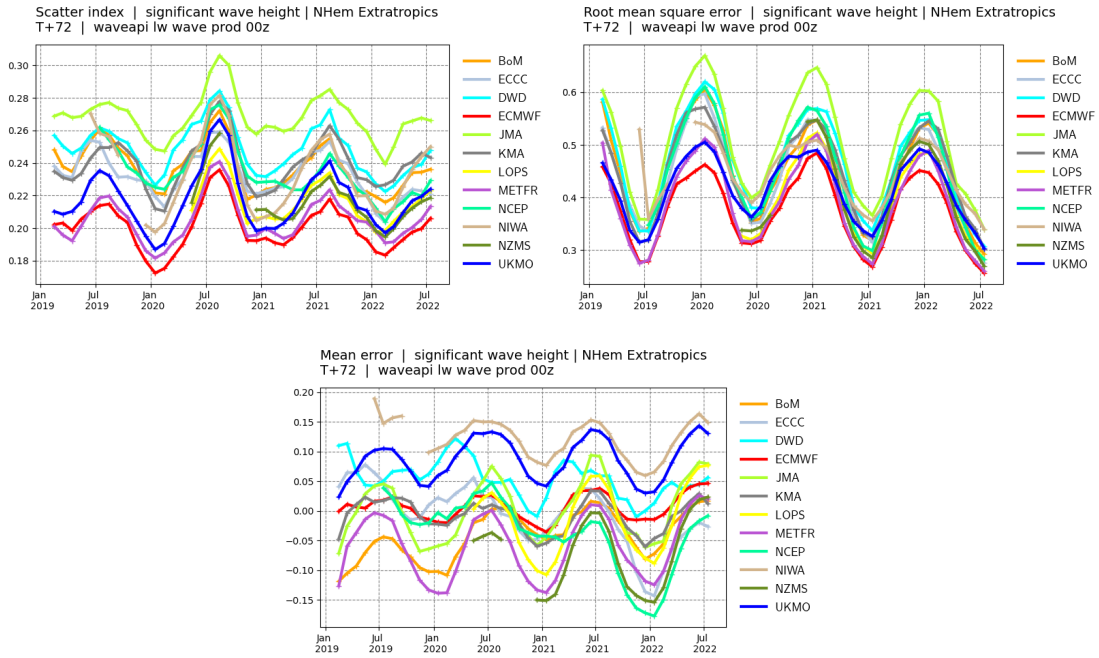 Scatter index | significant wave height | NHem Extratropics
T+72 | waveapi lw wave prod 00z
0.30
0.28
0.26
0.24
0.22
0.20
0.18
Jan
2019
Jul
2019
Jan
2020
Jul
2020
Jan
2021
Jul
2021
Jan
2022
Jul
2022
BoM
ECCC
DWD
ECMWF
JMA
KMA
LOPS
METFR
NCEP
NIWA
NZMS
UKMO
Root mean square error | significant wave height | NHem Extratropics
T+72 | waveapi lw wave prod 00z
0.6
0.5
0.4
0.3
Jan
2019
Jul
2019
Jan
2020
Jul
2020
Jan
2021
Jul
2021
Jan
2022
Jul
2022
BoM
ECCC
DWD
ECMWF
JMA
KMA
LOPS
METFR
NCEP
NIWA
NZMS
UKMO
Mean error | significant wave height | NHem Extratropics
T+72 | waveapi lw wave prod 00z
0.20
0.15
0.10
0.05
0.00
−0.05
−0.10
−0.15
Jan
2019
Jul
2019
Jan
2020
Jul
2020
Jan
2021
Jul
2021
Jan
2022
Jul
2022
BoM
ECCC
DWD
ECMWF
JMA
KMA
LOPS
METFR
NCEP
NIWA
NZMS
UKMO